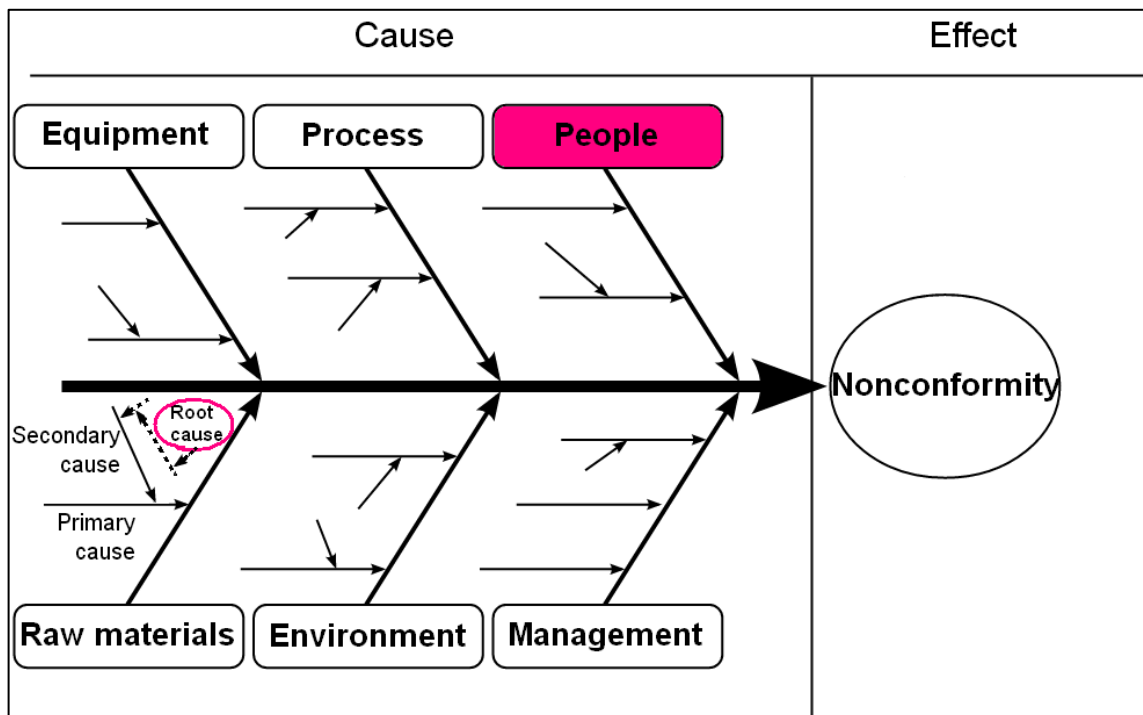 Cause
Effect
Equipment
Process
People
Nonconformity
Root
cause
Secondary
cause
Primary
cause
Raw materials
Environment
Management